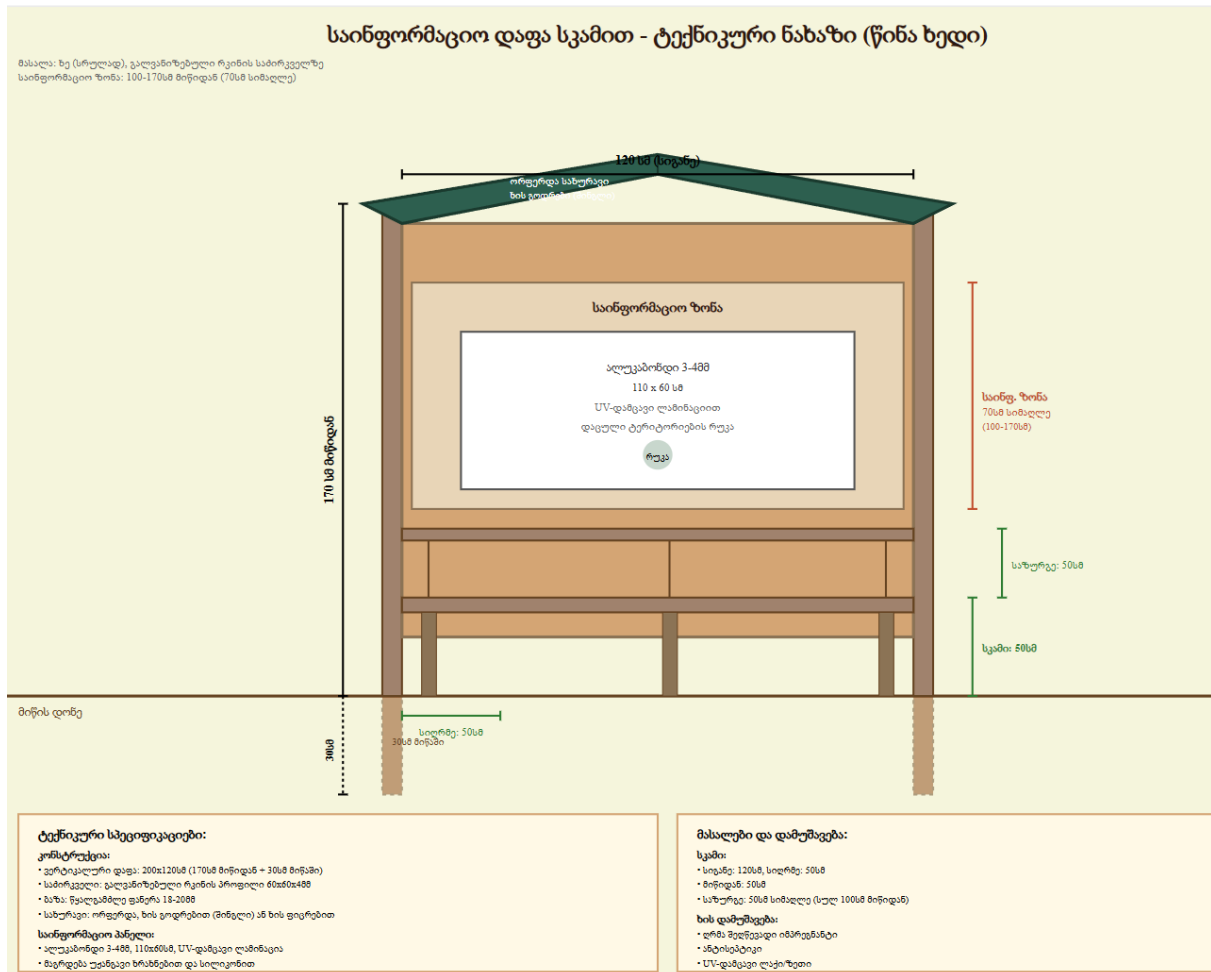 საინფორმაციო დაფა სკამით - ტექნიკური ნახაზი (წინა ხედი)
მასალა: ხე (სრულად), გალვანიზებული რკინის საძირკველზე
საინფორმაციო ზონა: 100-170სმ მიწიდან (70სმ სიმაღლე)
120 სმ (სიგანე)
ორფერდა სახურავი
ხის
საინფორმაციო ზონა
ალუკაბონდი 3-4მმ
110 x 60 სმ
UV-დამცავი ლამინაციით
დაცული ტერიტორიების რუკა
რუკა
170 სმ მიწიდან
საინფ. ზონა
70სმ სიმაღლე
(100-170სმ)
საზურგე: 50სმ
სკამი: 50სმ
მიწის დონე
სიღრმე: 50სმ
30სმ მიწაში
30სმ
ტექნიკური სპეციფიკაციები:
კონსტრუქცია:
• ვერტიკალური დაფა: 200x120სმ (170სმ მიწიდან + 30სმ მიწაში)
• საძირკველი: გალვანიზებული რკინის პროფილი 60x60x4მმ
• ბაზა: წყალგამძლე ფანერა 18-20მმ
• სახურავი: ორფერდა, ხის გოდრებით (შინგლი) ან ხის ფიცრებით
საინფორმაციო პანელი:
• ალუკაბონდი 3-4მმ, 110x60სმ, UV-დამცავი ლამინაცია
• მაგრდება უჟანგავი ხრახნებით და სილიკონით
მასალები და დამუშავება:
სკამი:
• სიგანე: 120სმ, სიღრმე: 50სმ
• მიწიდან: 50სმ
• საზურგე: 50სმ სიმაღლე (სულ 100სმ მიწიდან)
ხის დამუშავება:
• ღრმა შეღწევადი იმპრეგნანტი
• ანტისეპტიკი
• UV-დამცავი ლაქი/ზეთი